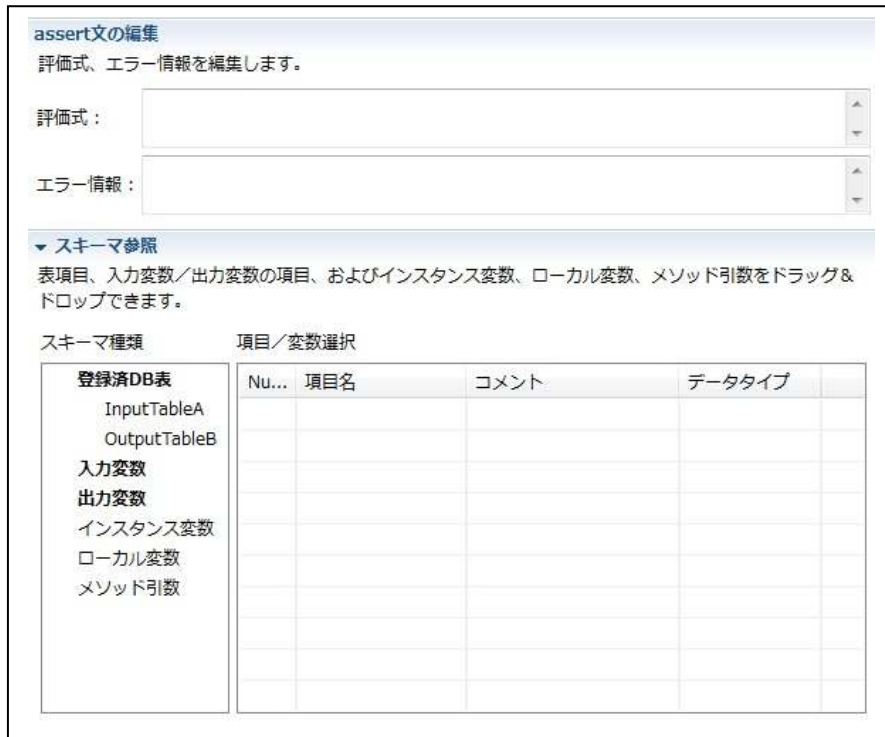 assert文の編集
評価式、エラー情報を編集します。
評価式：
エラー情報：
スキーマ参照
表項目、入力変数／出力変数の項目、およびインスタンス変数、ローカル変数、メソッド引数をドラッグ＆
ドロップできます。
スキーマ種類 項目／変数選択
登録済DB表 Nu... 項目名 コメント データタイプ
InputTableA
OutputTableB
入力変数
出力変数
インスタンス変数
ローカル変数
メソッド引数